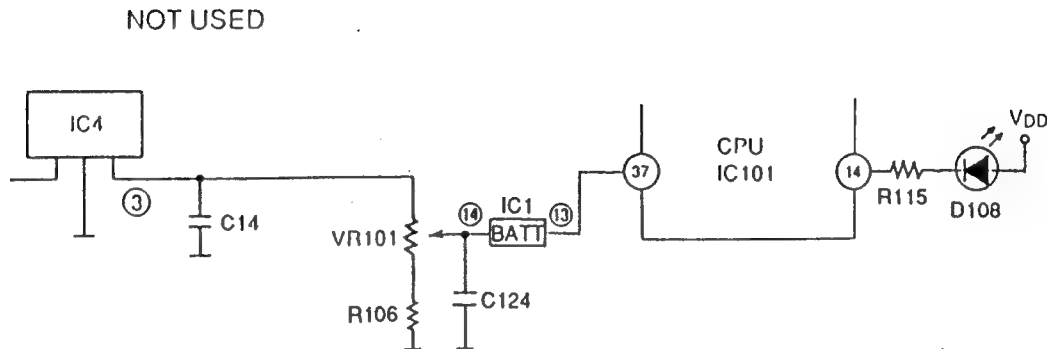 NOT USED
IC4
3
C14
VR101
R106
14
IC1
BATT
13
C124
37
CPU
IC101
14
R115
D108
VDD